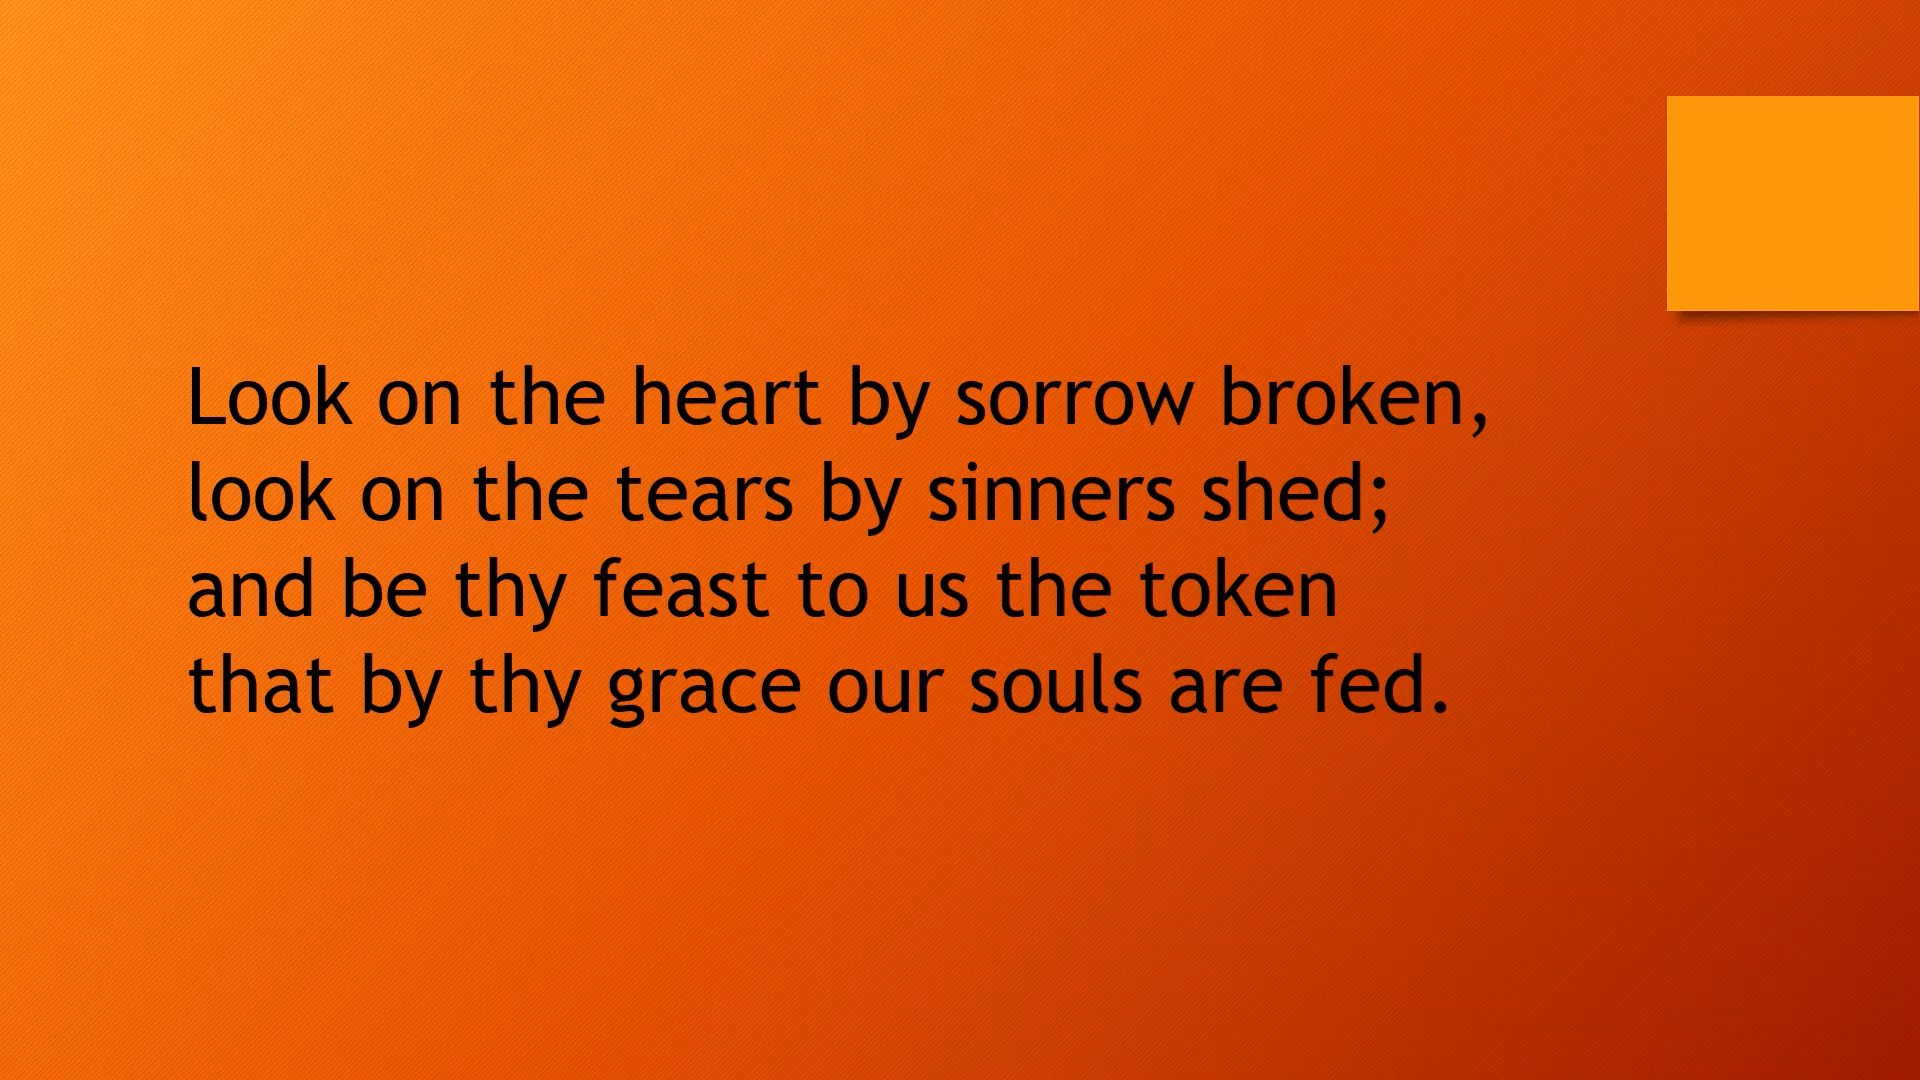 Look on the heart by sorrow broken,
look on the tears by sinners shed;
and be thy feast to us the token
that by thy grace our souls are fed.